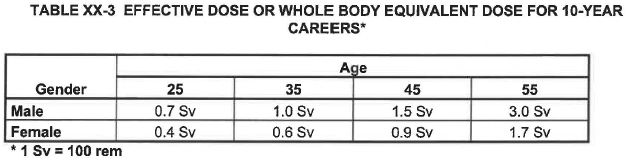 TABLE XX-3 EFFECTIVE DOSE OR WHOLE BODY EQUIVALENT DOSE FOR 10-YEAR
CAREERS*
Age
Gender 25 35 45 55
Male 0.7 Sv 1.0 Sv 1.5 Sv 3.0 Sv
Female 0.4 Sv 0.6 Sv 0.9 Sv 1.7 Sv
* 1 Sv = 100 rem